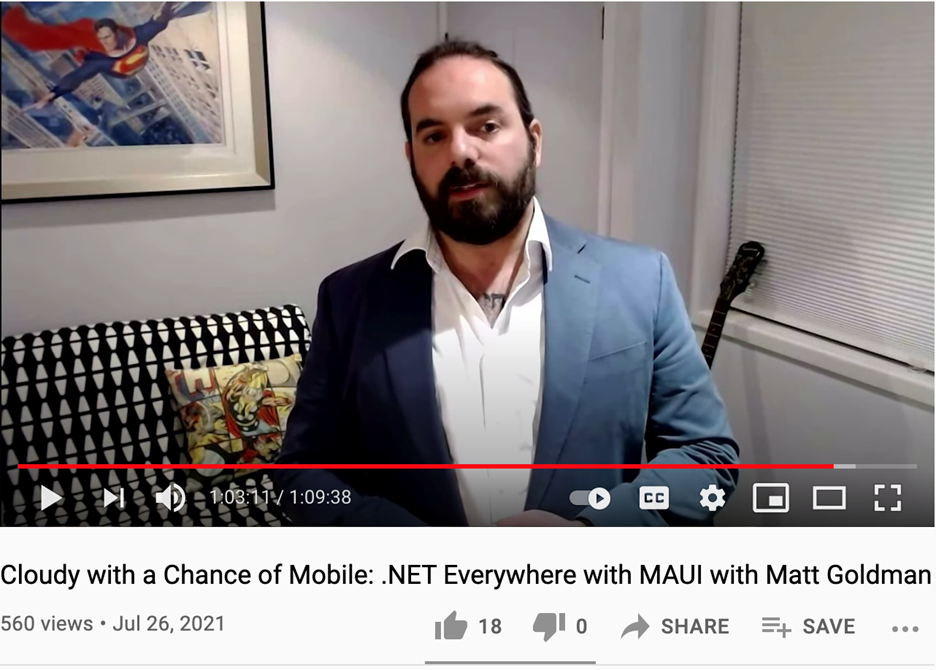 1:03:11 / 1:09:38
CC
Cloudy with a Chance of Mobile: .NET Everywhere with MAUI with Matt Goldman
560 views • Jul 26, 2021
18
0
SHARE
SAVE